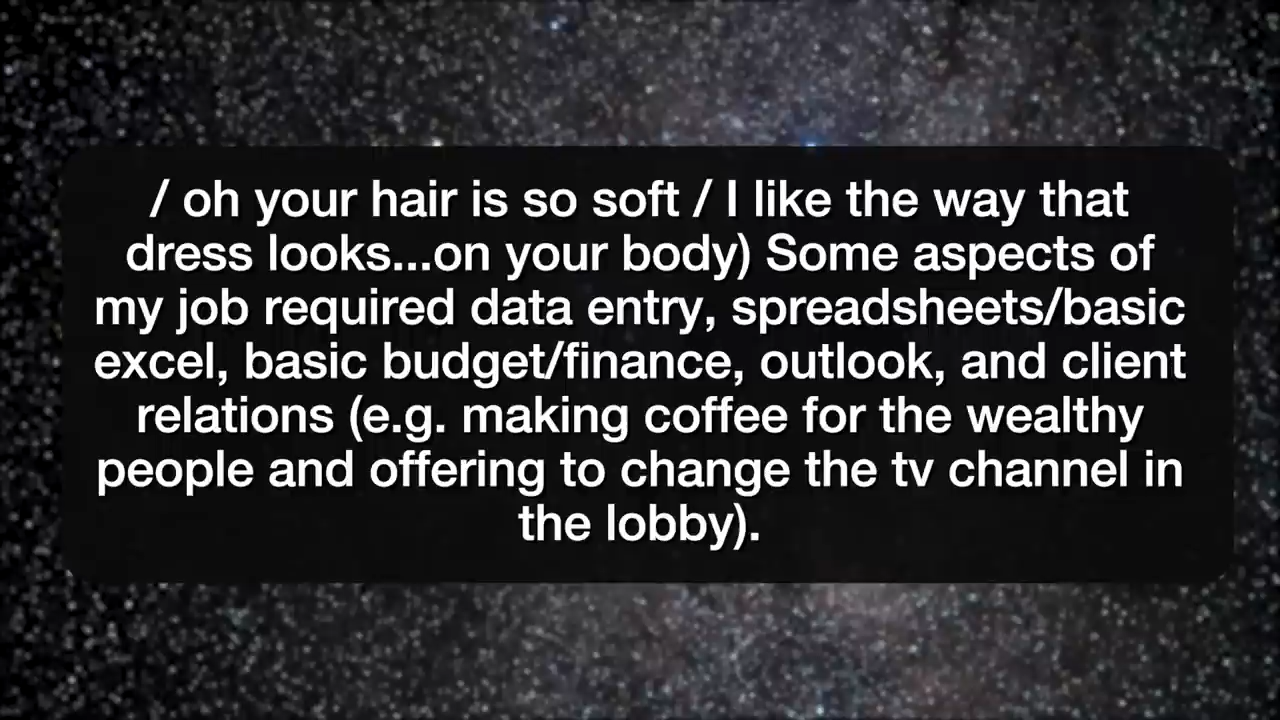 / oh your hair is so soft / I like the way that
dress looks...on your body) Some aspects of
my job required data entry, spreadsheets/basic
excel, basic budget/finance, outlook, and client
relations (e.g. making coffee for the wealthy
people and offering to change the tv channel in
the lobby).